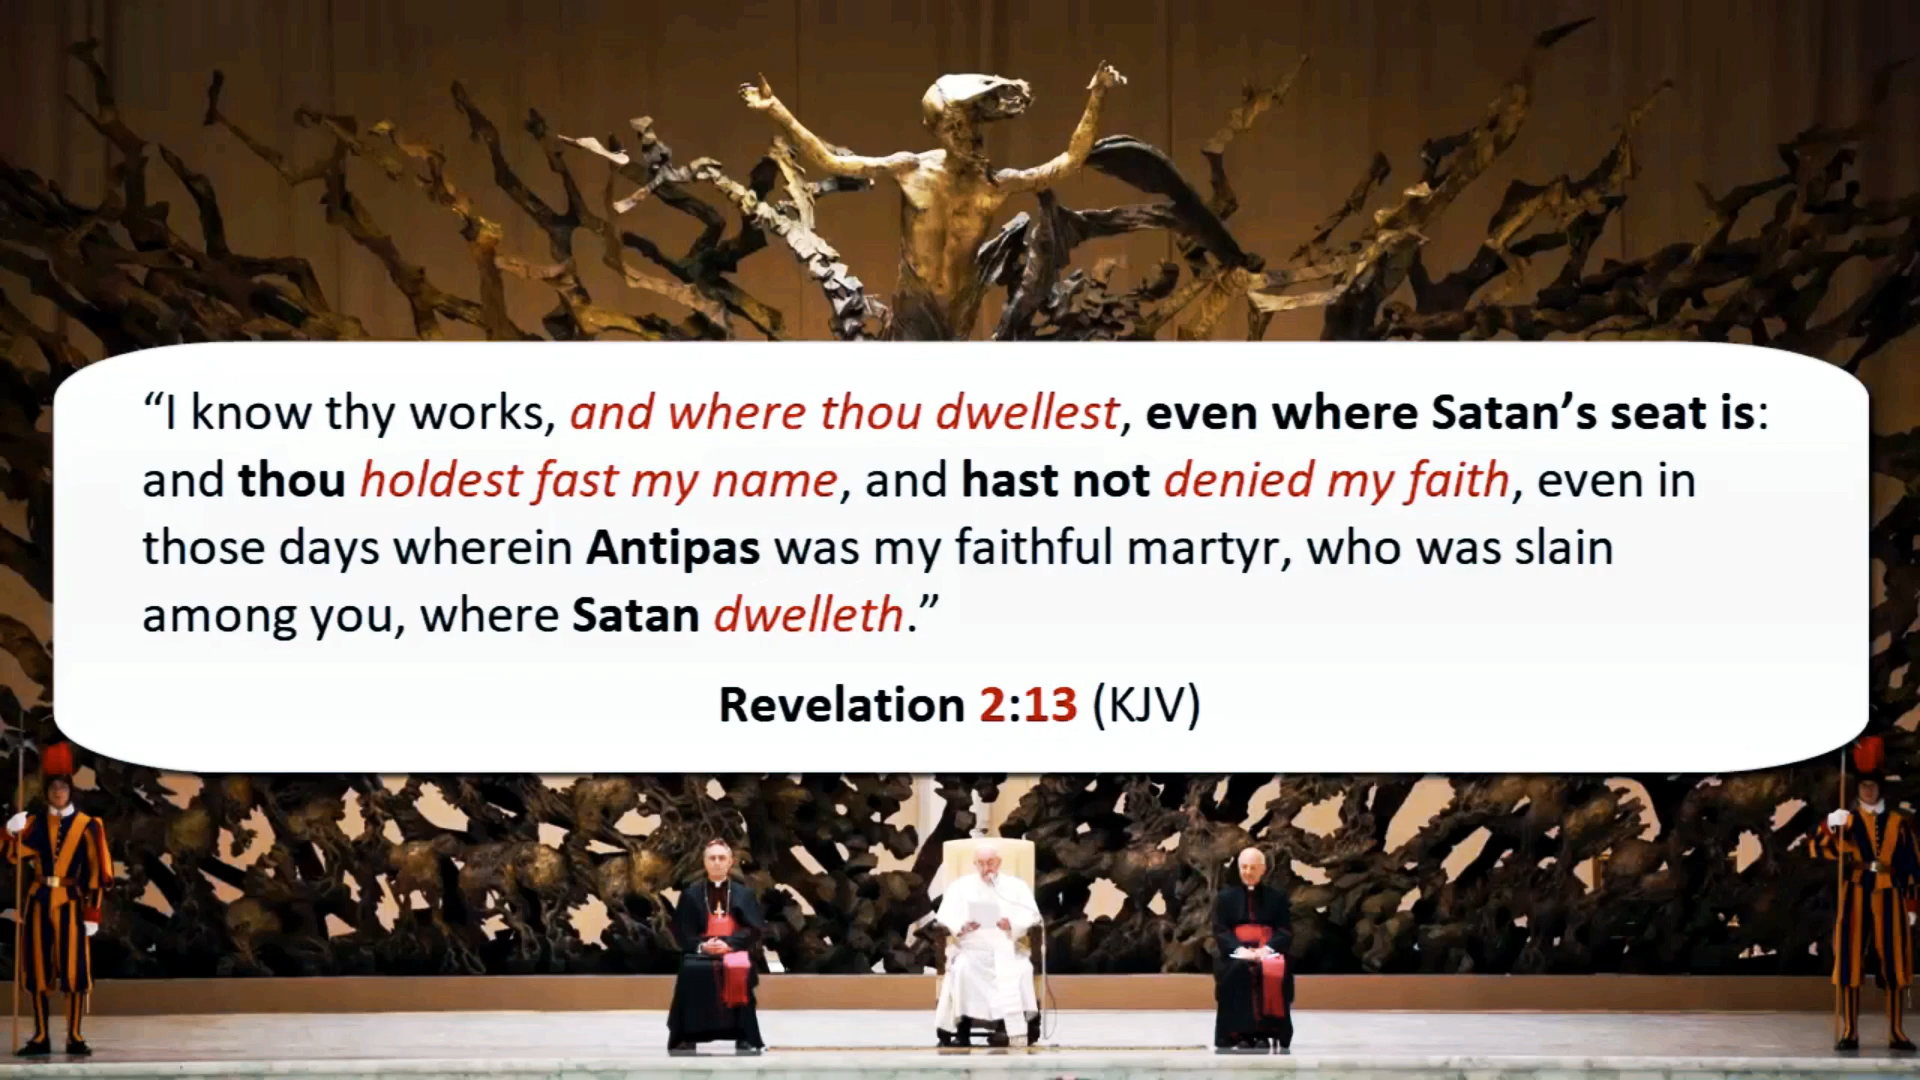 “I know thy works, and where thou dwellest, even where Satan’s seat is:
and thou holdest fast my name, and hast not denied my faith, even in
those days wherein Antipas was my faithful martyr, who was slain
among you, where Satan dwelleth.”
Revelation 2:13 (KJV)